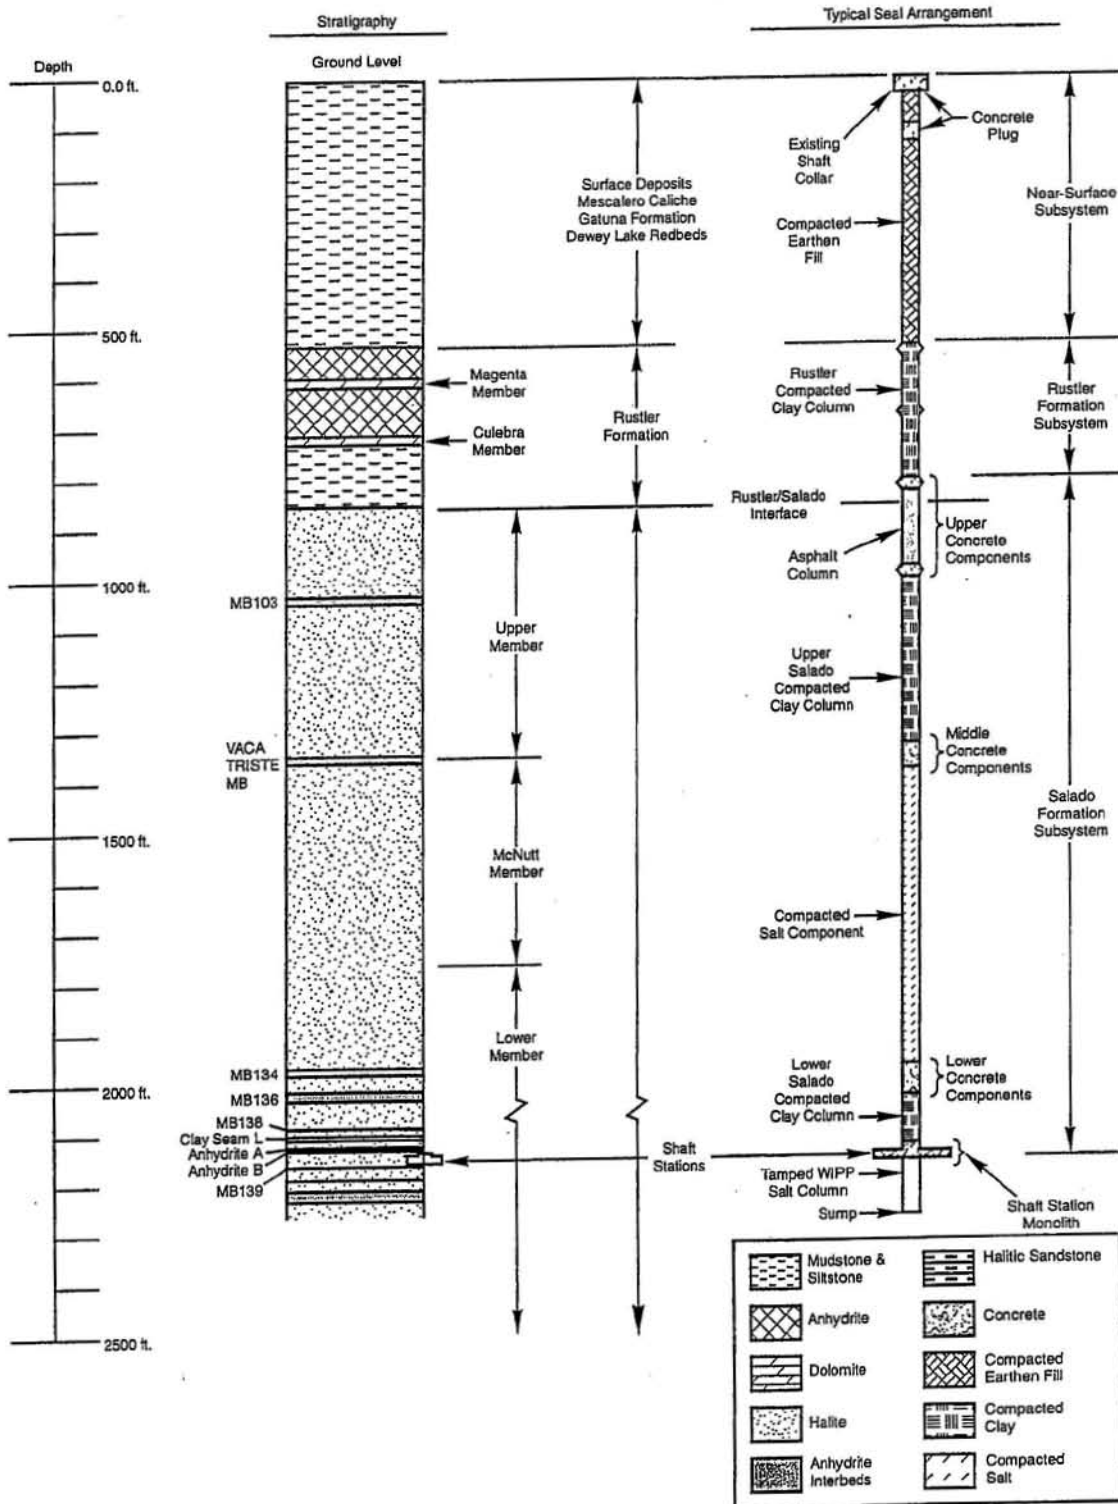 Stratigraphy
Typical Seal Arrangement
Depth
Ground Level
0.0 ft.
500 ft.
1000 ft.
1500 ft.
2000 ft.
2500 ft.
MB103
VACA
TRISTE
MB
MB134
MB136
MB138
Clay Seam L
Anhydrite A
Anhydrite B
MB139
Magenta
Member
Culebra
Member
Upper
Member
McNutt
Member
Lower
Member
Surface Deposits
Mescalero Caliche
Gatuna Formation
Dewey Lake Redbeds
Rustler
Formation
Shaft
Stations
Existing
Shaft
Collar
Concrete
Plug
Compacted
Earthen
Fill
Near-Surface
Subsystem
Rustler
Compacted
Clay Column
Rustler
Formation
Subsystem
Rustler/Salado
Interface
Asphalt
Column
Upper
Concrete
Components
Upper
Salado
Compacted
Clay Column
Middle
Concrete
Components
Salado
Formation
Subsystem
Compacted
Salt Component
Lower
Salado
Compacted
Clay Column
Lower
Concrete
Components
Tamped WIPP
Salt Column
Sump
Shaft Station
Monolith
Mudstone &
Siltstone
Anhydrite
Dolomite
Halite
Anhydrite
Interbeds
Halitic Sandstone
Concrete
Compacted
Earthen Fill
Compacted
Clay
Compacted
Salt